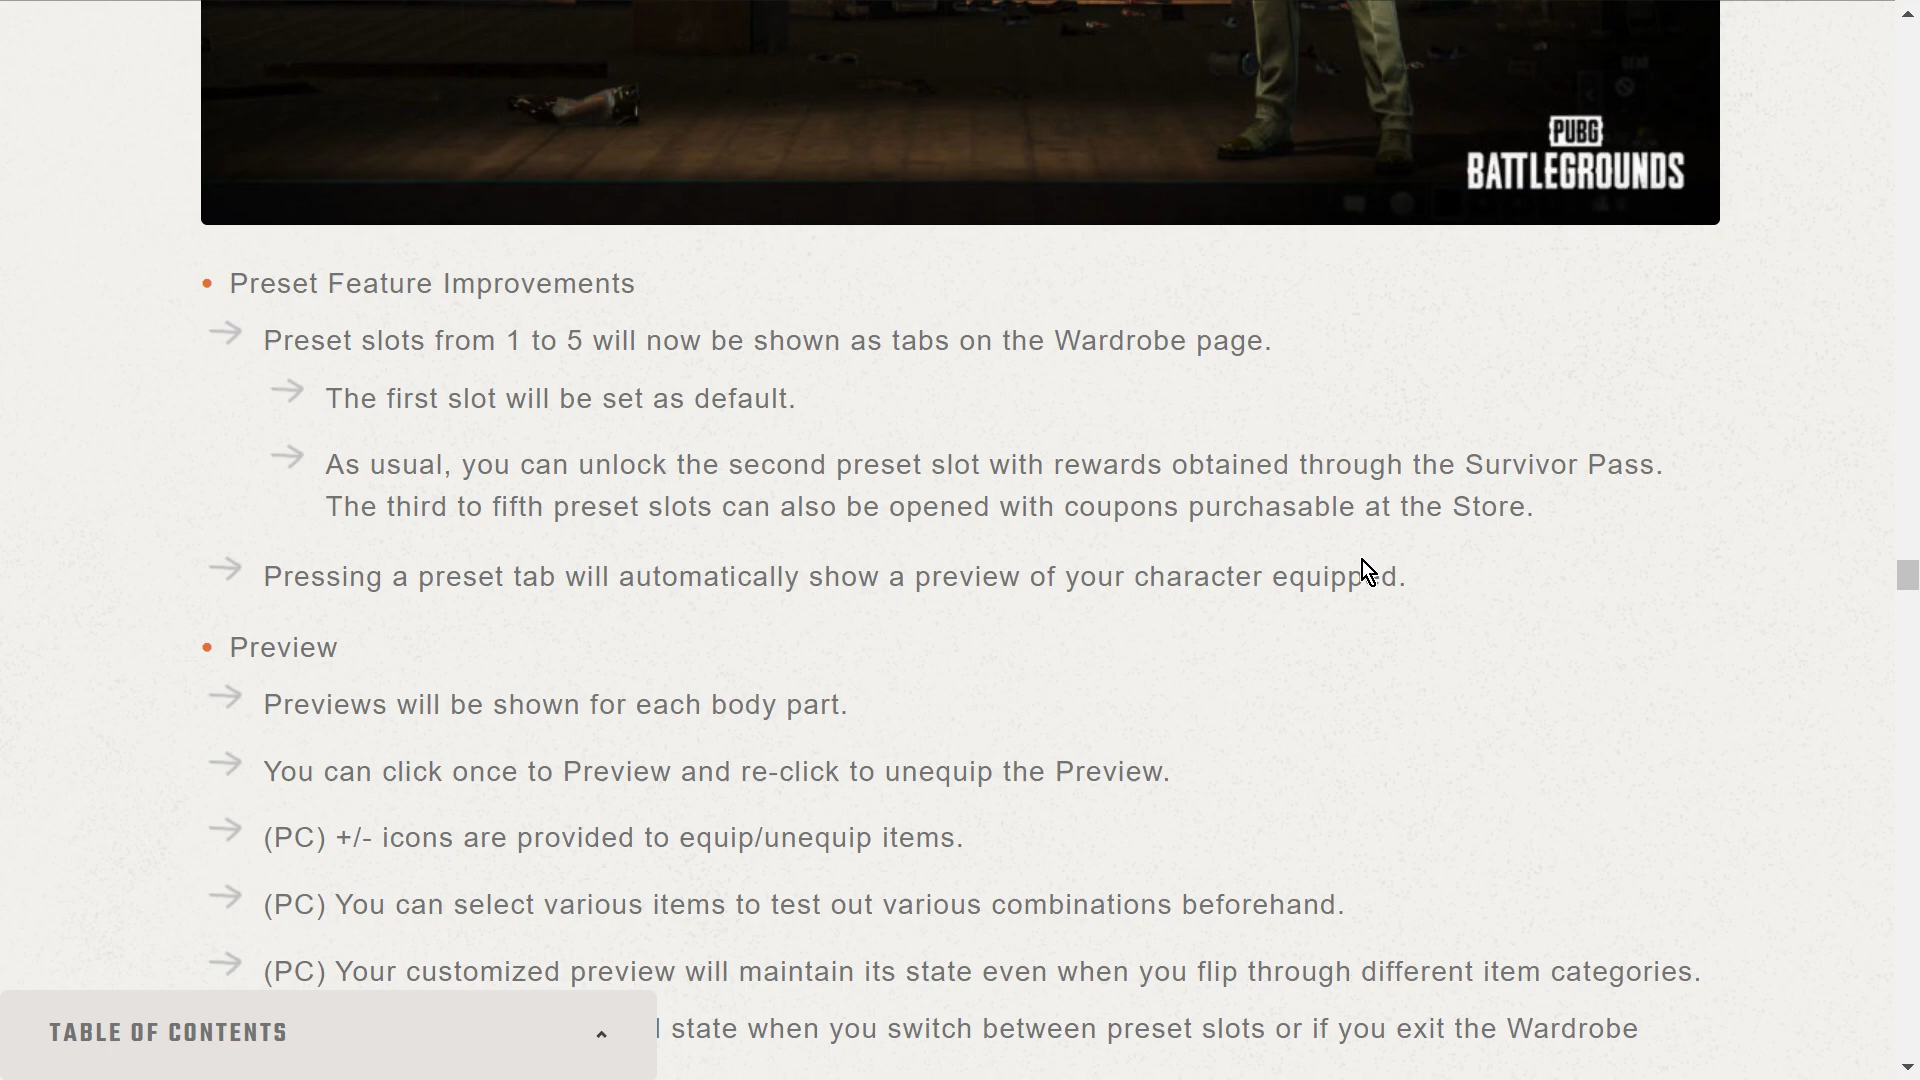 PUBG
BATTLEGROUNDS
Preset Feature Improvements
Preset slots from 1 to 5 will now be shown as tabs on the Wardrobe page.
The first slot will be set as default.
As usual, you can unlock the second preset slot with rewards obtained through the Survivor Pass.
The third to fifth preset slots can also be opened with coupons purchasable at the Store.
Pressing a preset tab will automatically show a preview of your character equipped.
Preview
Previews will be shown for each body part.
You can click once to Preview and re-click to unequip the Preview.
(PC) +/- icons are provided to equip/unequip items.
(PC) You can select various items to test out various combinations beforehand.
(PC) Your customized preview will maintain its state even when you flip through different item categories.
state when you switch between preset slots or if you exit the Wardrobe
TABLE OF CONTENTS